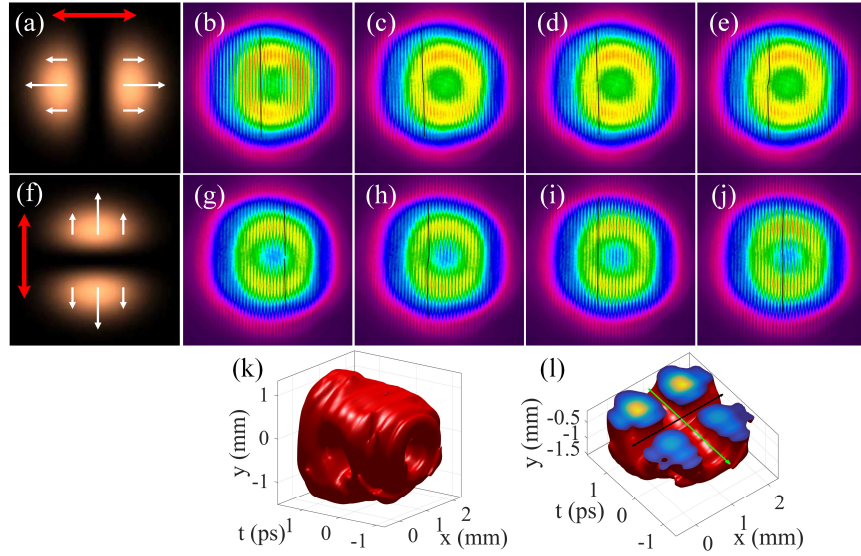 (a) (b) (c) (d) (e)
(f) (g) (h) (i) (j)
(k) (l)
1
0
-1
y (mm)
t (ps)
1 0 -1
0 1 2
x (mm)
-0.5
-1
-1.5
y (mm)
t (ps)
1
0
-1
0
1
2
x (mm)